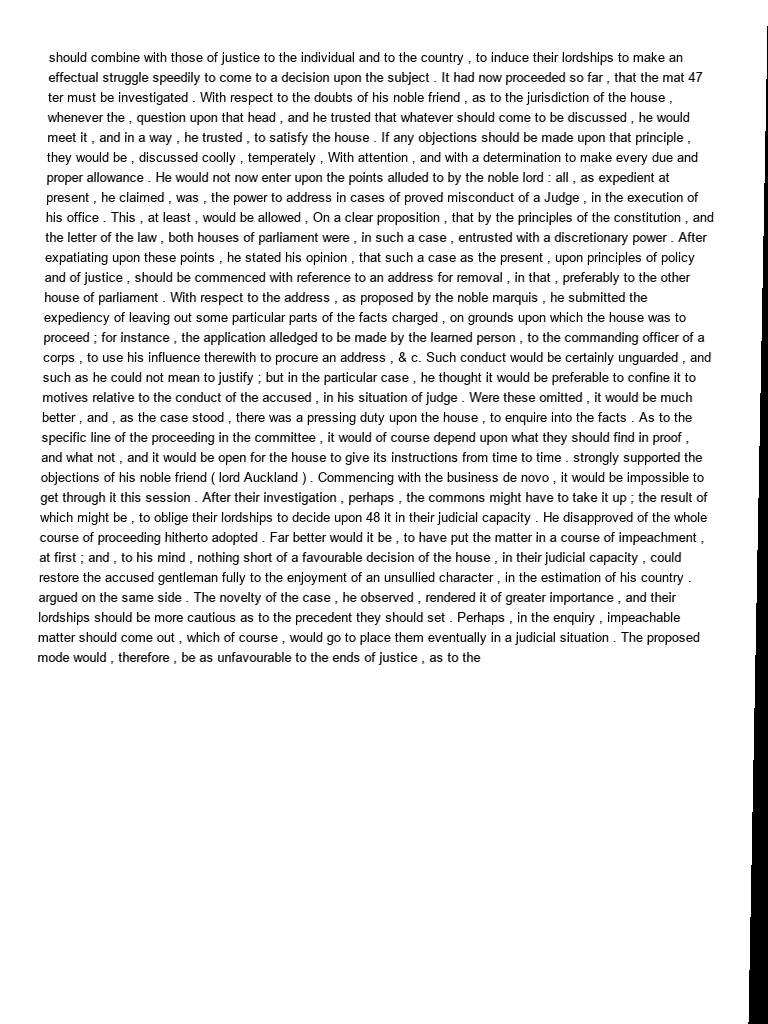 should combine with those of justice to the individual and to the country , to induce their lordships to make an
effectual struggle speedily to come to a decision upon the subject . It had now proceeded so far , that the mat 47
ter must be investigated . With respect to the doubts of his noble friend , as to the jurisdiction of the house ,
whenever the , question upon that head , and he trusted that whatever should come to be discussed , he would
meet it , and in a way , he trusted , to satisfy the house . If any objections should be made upon that principle ,
they would be , discussed coolly , temperately , With attention , and with a determination to make every due and
proper allowance . He would not now enter upon the points alluded to by the noble lord : all , as expedient at
present , he claimed , was , the power to address in cases of proved misconduct of a Judge , in the execution of
his office . This , at least , would be allowed , On a clear proposition , that by the principles of the constitution , and
the letter of the law , both houses of parliament were , in such a case , entrusted with a discretionary power . After
expatiating upon these points , he stated his opinion , that such a case as the present , upon principles of policy
and of justice , should be commenced with reference to an address for removal , in that , preferably to the other
house of parliament . With respect to the address , as proposed by the noble marquis , he submitted the
expediency of leaving out some particular parts of the facts charged , on grounds upon which the house was to
proceed ; for instance , the application alledged to be made by the learned person , to the commanding officer of a
corps , to use his influence therewith to procure an address , & c. Such conduct would be certainly unguarded , and
such as he could not mean to justify ; but in the particular case , he thought it would be preferable to confine it to
motives relative to the conduct of the accused , in his situation of judge . Were these omitted , it would be much
better , and , as the case stood , there was a pressing duty upon the house , to enquire into the facts . As to the
specific line of the proceeding in the committee , it would of course depend upon what they should find in proof ,
and what not , and it would be open for the house to give its instructions from time to time . strongly supported the
objections of his noble friend ( lord Auckland ) . Commencing with the business de novo , it would be impossible to
get through it this session . After their investigation , perhaps , the commons might have to take it up ; the result of
which might be , to oblige their lordships to decide upon 48 it in their judicial capacity . He disapproved of the whole
course of proceeding hitherto adopted . Far better would it be , to have put the matter in a course of impeachment ,
at first ; and , to his mind , nothing short of a favourable decision of the house , in their judicial capacity , could
restore the accused gentleman fully to the enjoyment of an unsullied character , in the estimation of his country .
argued on the same side . The novelty of the case , he observed , rendered it of greater importance , and their
lordships should be more cautious as to the precedent they should set . Perhaps , in the enquiry , impeachable
matter should come out , which of course , would go to place them eventually in a judicial situation . The proposed
mode would , therefore , be as unfavourable to the ends of justice , as to the